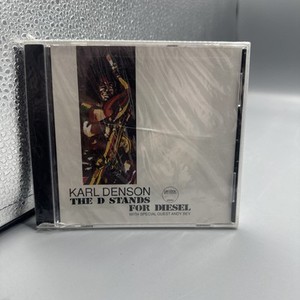 KARL DENSON
THE D STANDS
FOR DIESEL
WITH SPECIAL GUEST ANDY BEY